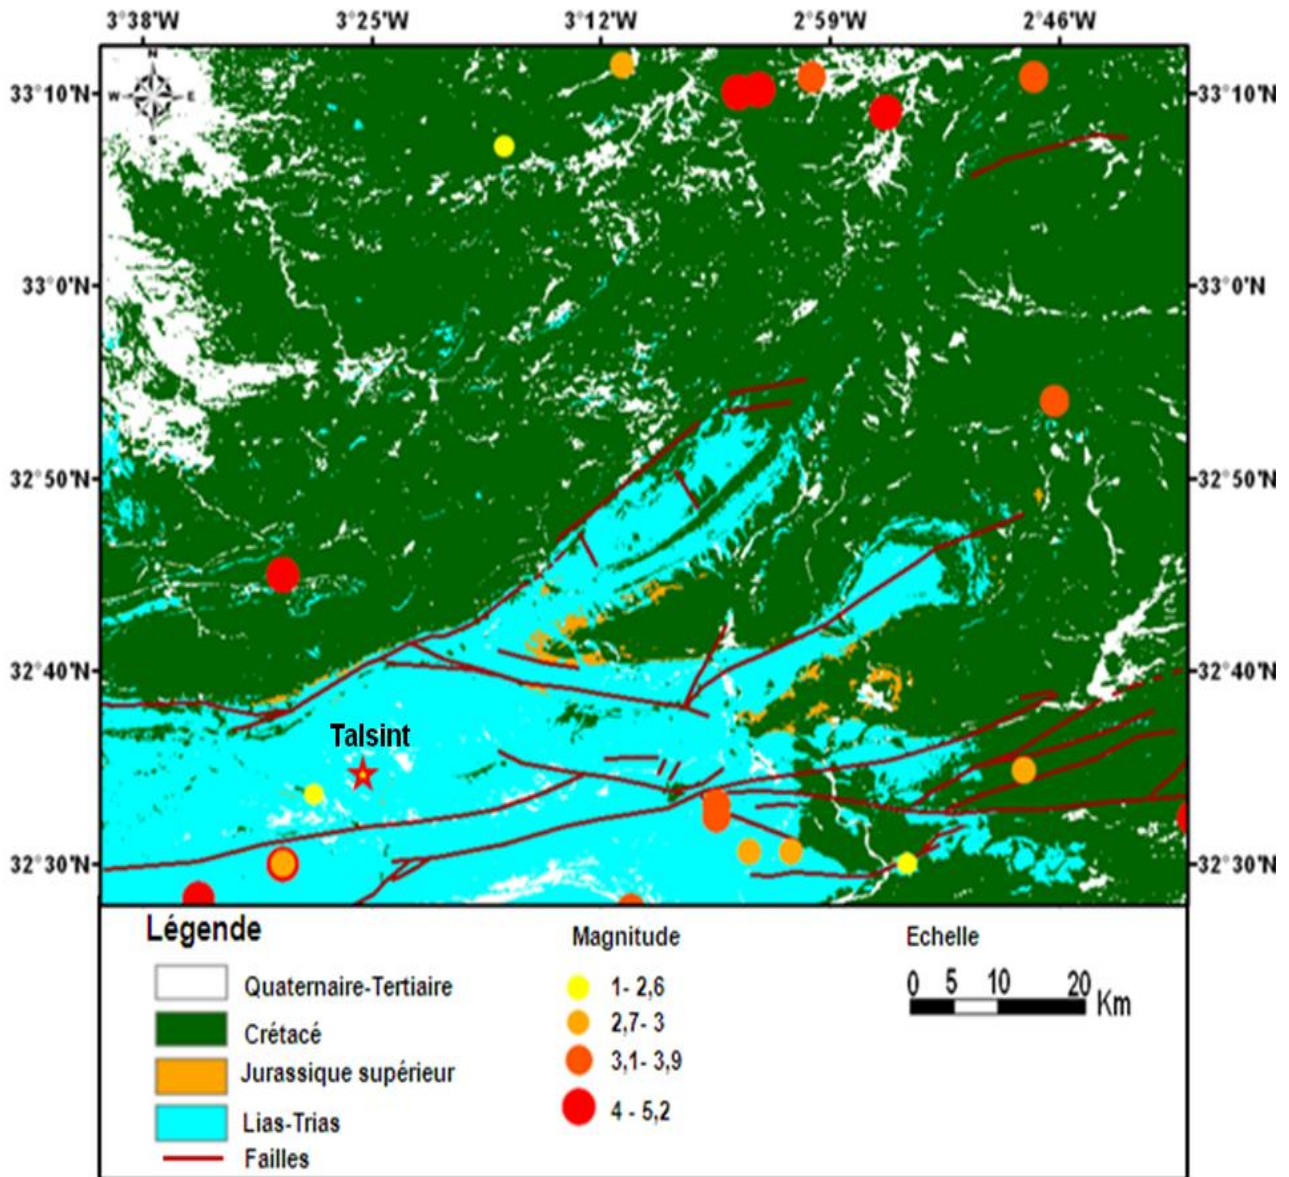 3°38'W 3°25'W 3°12'W 2°59'W 2°46'W
N
W E
S
33°10'N 33°10'N
33°0'N 33°0'N
32°50'N 32°50'N
32°40'N 32°40'N
Talsint
32°30'N 32°30'N
Légende
Quaternaire-Tertiaire
Crétacé
Jurassique supérieur
Lias-Trias
Failles
Magnitude
1- 2,6
2,7- 3
3,1- 3,9
4 - 5,2
Echelle
0 5 10 20
Km